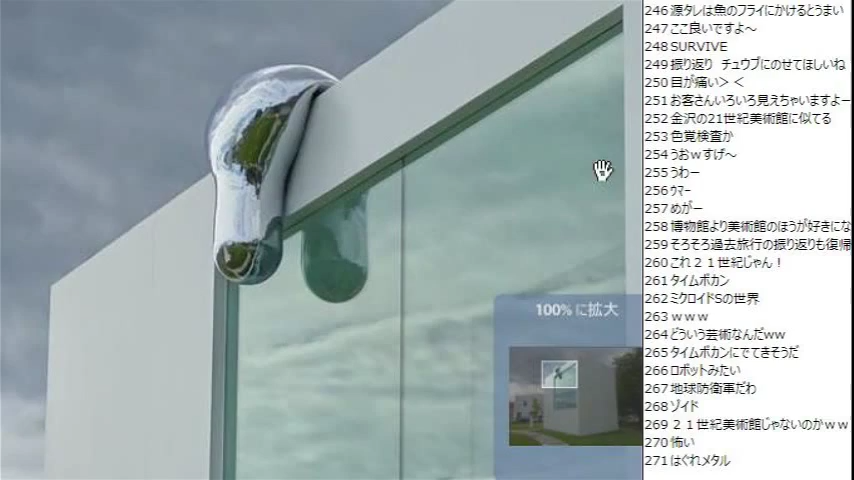 100% に拡大
246 源タレは魚のフライにかけるとうまい
247 ここ良いですよ～
248 SURVIVE
249 振り返り　チュウブにのせてほしいね
250 目が痛い＞＜
251 お客さんいろいろ見えちゃいますよー
252 金沢の21世紀美術館に似てる
253 色覚検査か
254 うおｗすげ～
255 うわー
256 ｳﾏｰ
257 めがー
258 博物館より美術館のほうが好きにな
259 そろそろ過去旅行の振り返りも復帰
260 これ２１世紀じゃん！
261 タイムボカン
262 ミクロイドSの世界
263 ｗｗｗ
264 どういう芸術なんだww
265 タイムボカンにでてきそうだ
266 ロボットみたい
267 地球防衛軍だわ
268 ゾイド
269 ２１世紀美術館じゃないのかｗｗ
270 怖い
271 はぐれメタル